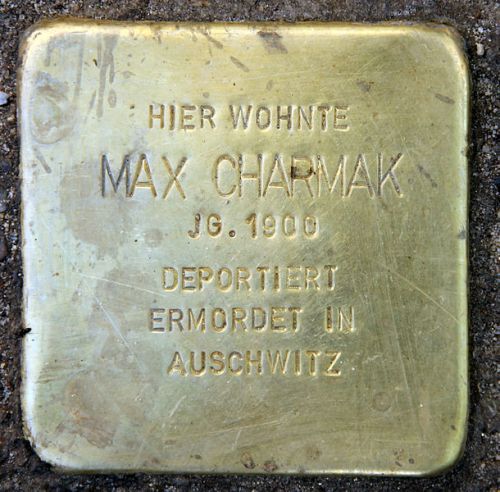 HIER WOHNTE
MAX CHARMAK
JG. 1900
DEPORTIERT
ERMORDET IN
AUSCHWITZ